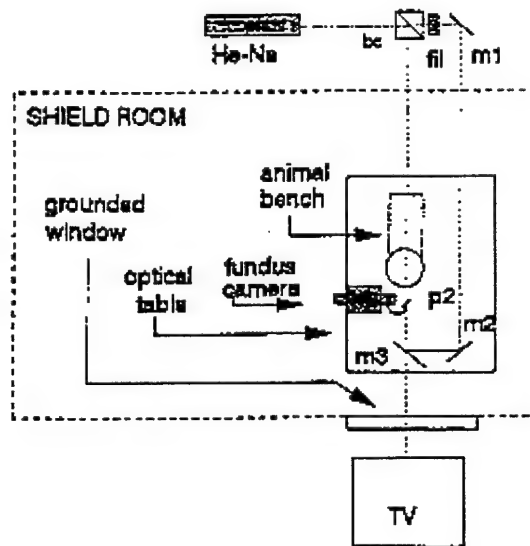 He-Ne
bc
fil
m1
SHIELD ROOM
animal
bench
grounded
window
fundus
camera
optical
table
p2
m2
m3
TV